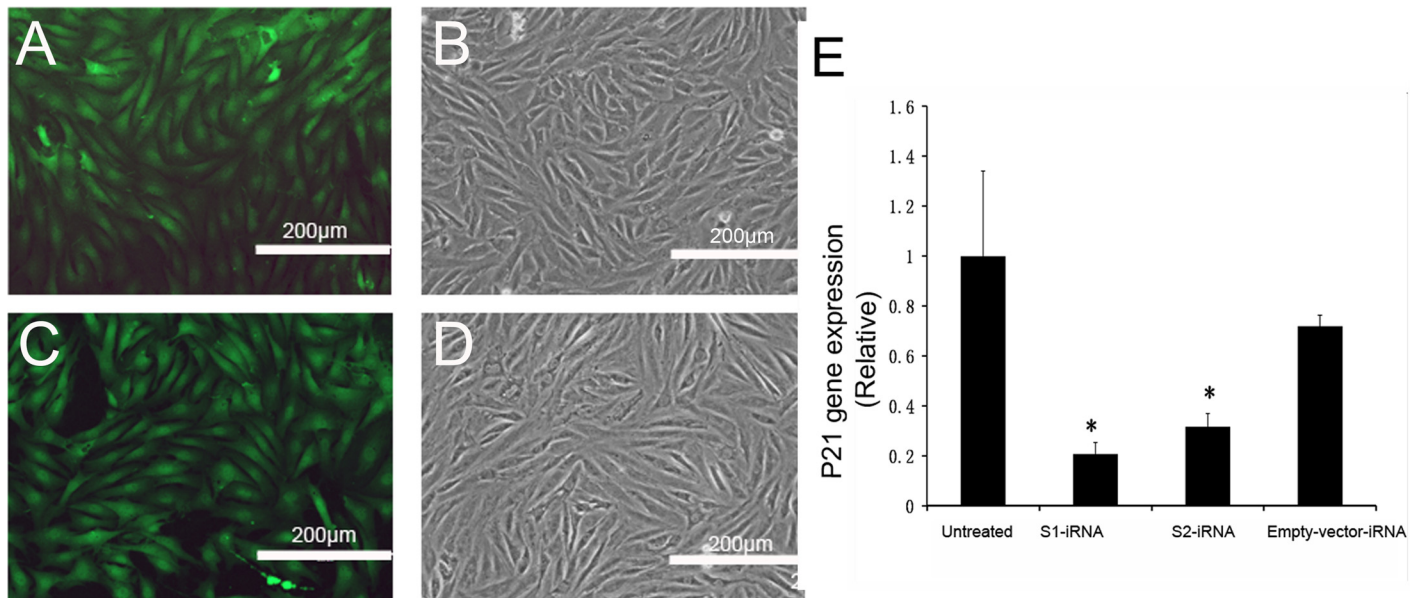 A
200µm
B
200µm
C
200µm
D
200µm
2
E
P21 gene expression
(Relative)
1.6
1.4
1.2
1
0.8
0.6
0.4
0.2
0
*
*
Untreated
S1-iRNA
S2-iRNA
Empty-vector-iRNA